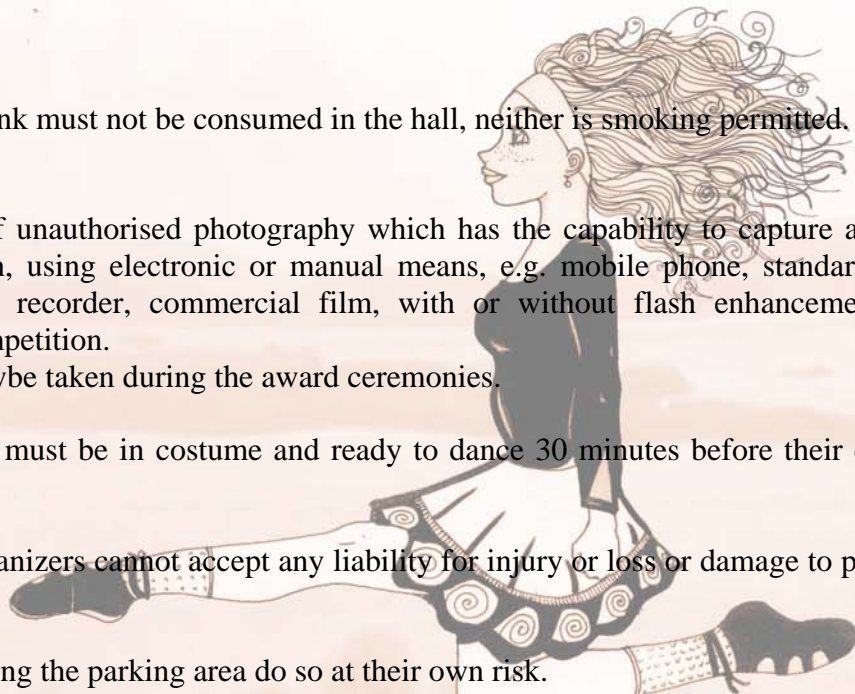 nk must not be consumed in the hall, neither is smoking permitted.
f unauthorised photography which has the capability to capture a
n, using electronic or manual means, e.g. mobile phone, standar
recorder, commercial film, with or without flash enhanceme
petition.
ybe taken during the award ceremonies.
must be in costume and ready to dance 30 minutes before their
anizers cannot accept any liability for injury or loss or damage to p
ng the parking area do so at their own risk.